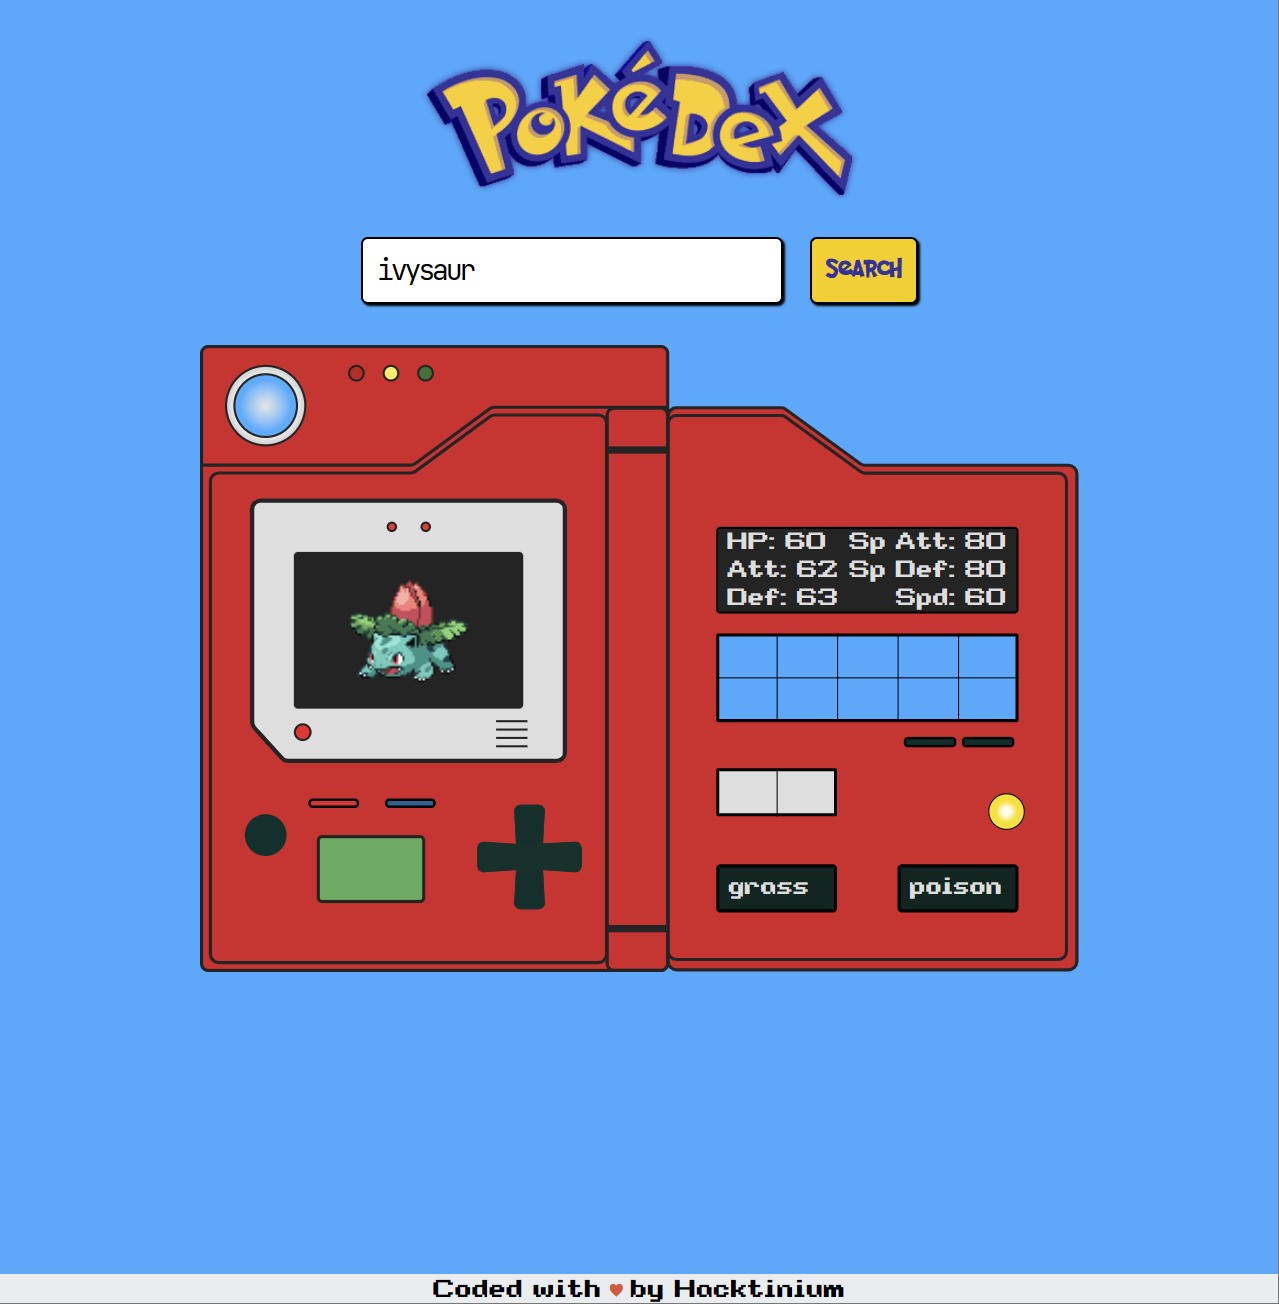 PokéDex
ivysaur
SeARCH
HP: 60 Sp Att: 80
Att: 62 Sp Def: 80
Def: 63 Spd: 60
grass poison
Coded with ♥ by Hacktinium